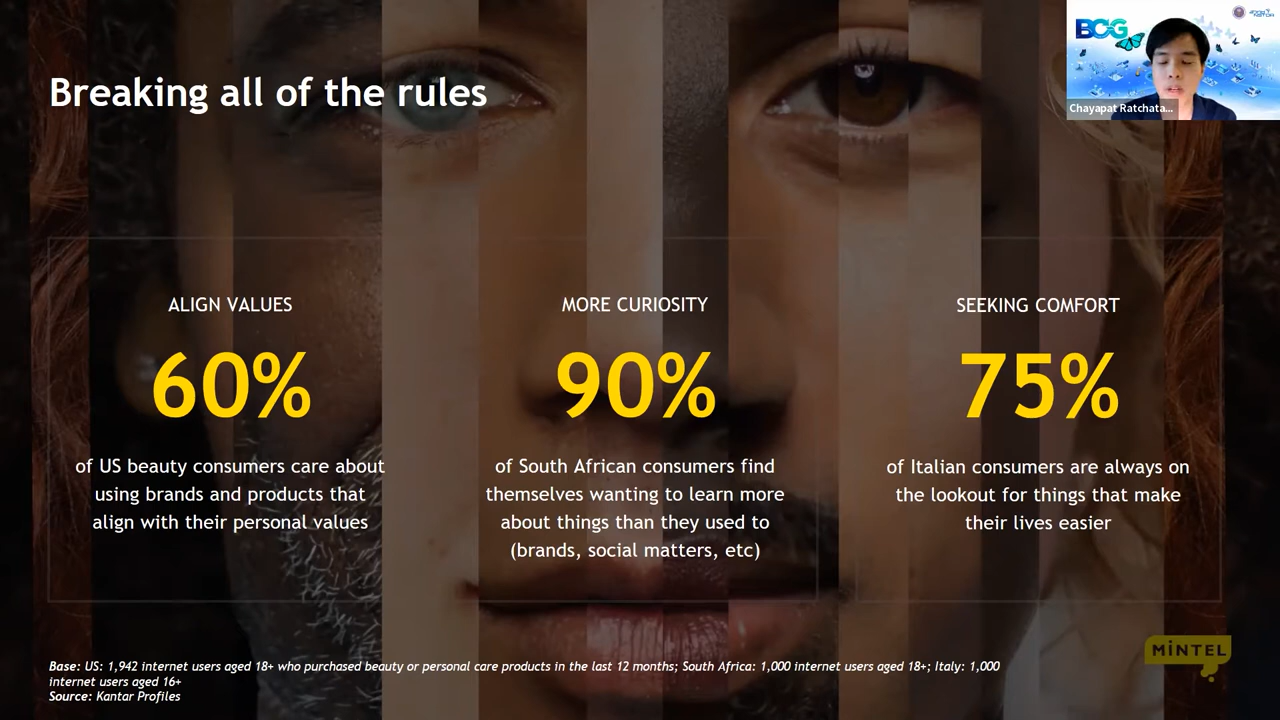 Breaking all of the rules
BCG
Chayapat Ratchata...
ALIGN VALUES
60%
of US beauty consumers care about
using brands and products that
align with their personal values
MORE CURIOSITY
90%
of South African consumers find
themselves wanting to learn more
about things than they used to
(brands, social matters, etc)
SEEKING COMFORT
75%
of Italian consumers are always on
the lookout for things that make
their lives easier
Base: US: 1,942 internet users aged 18+ who purchased beauty or personal care products in the last 12 months; South Africa: 1,000 internet users aged 18+; Italy: 1,000
internet users aged 16+
Source: Kantar Profiles
MINTEL